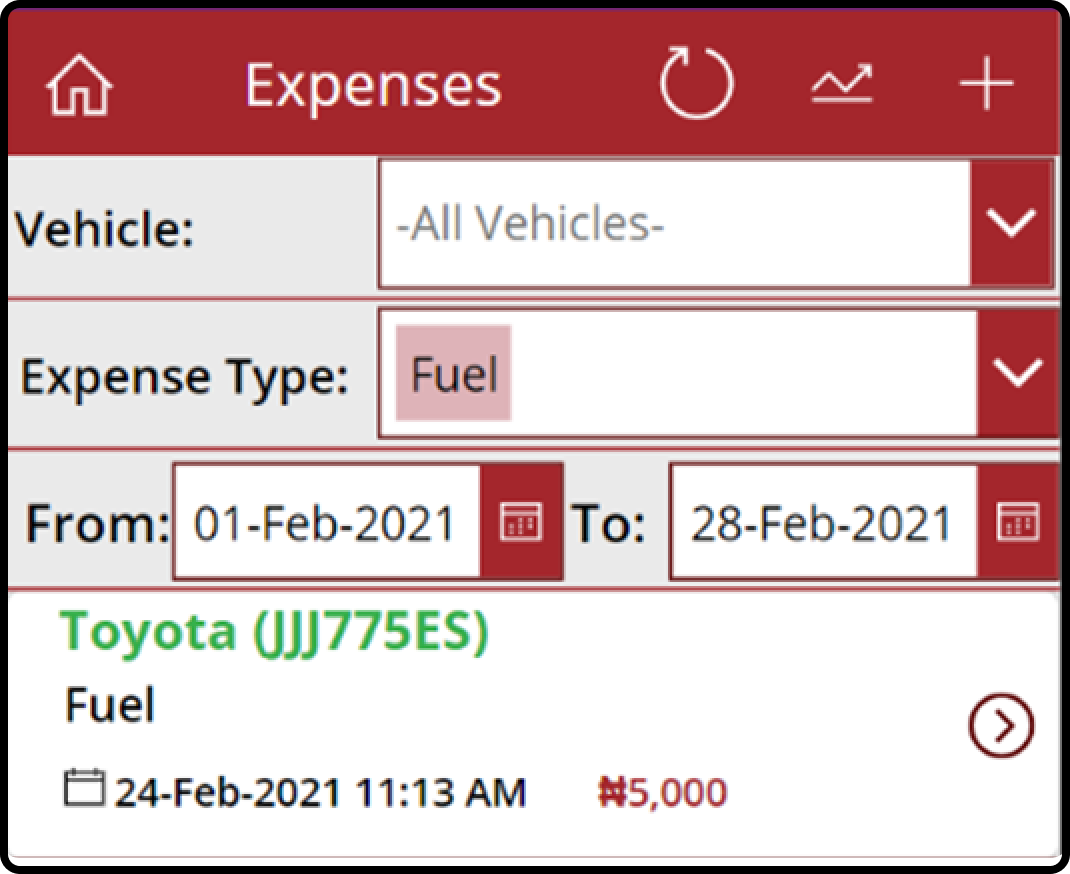 Expenses
Vehicle: -All Vehicles-
Expense Type: Fuel
From: 01-Feb-2021 To: 28-Feb-2021
Toyota (JJJ775ES)
Fuel
24-Feb-2021 11:13 AM ₦5,000